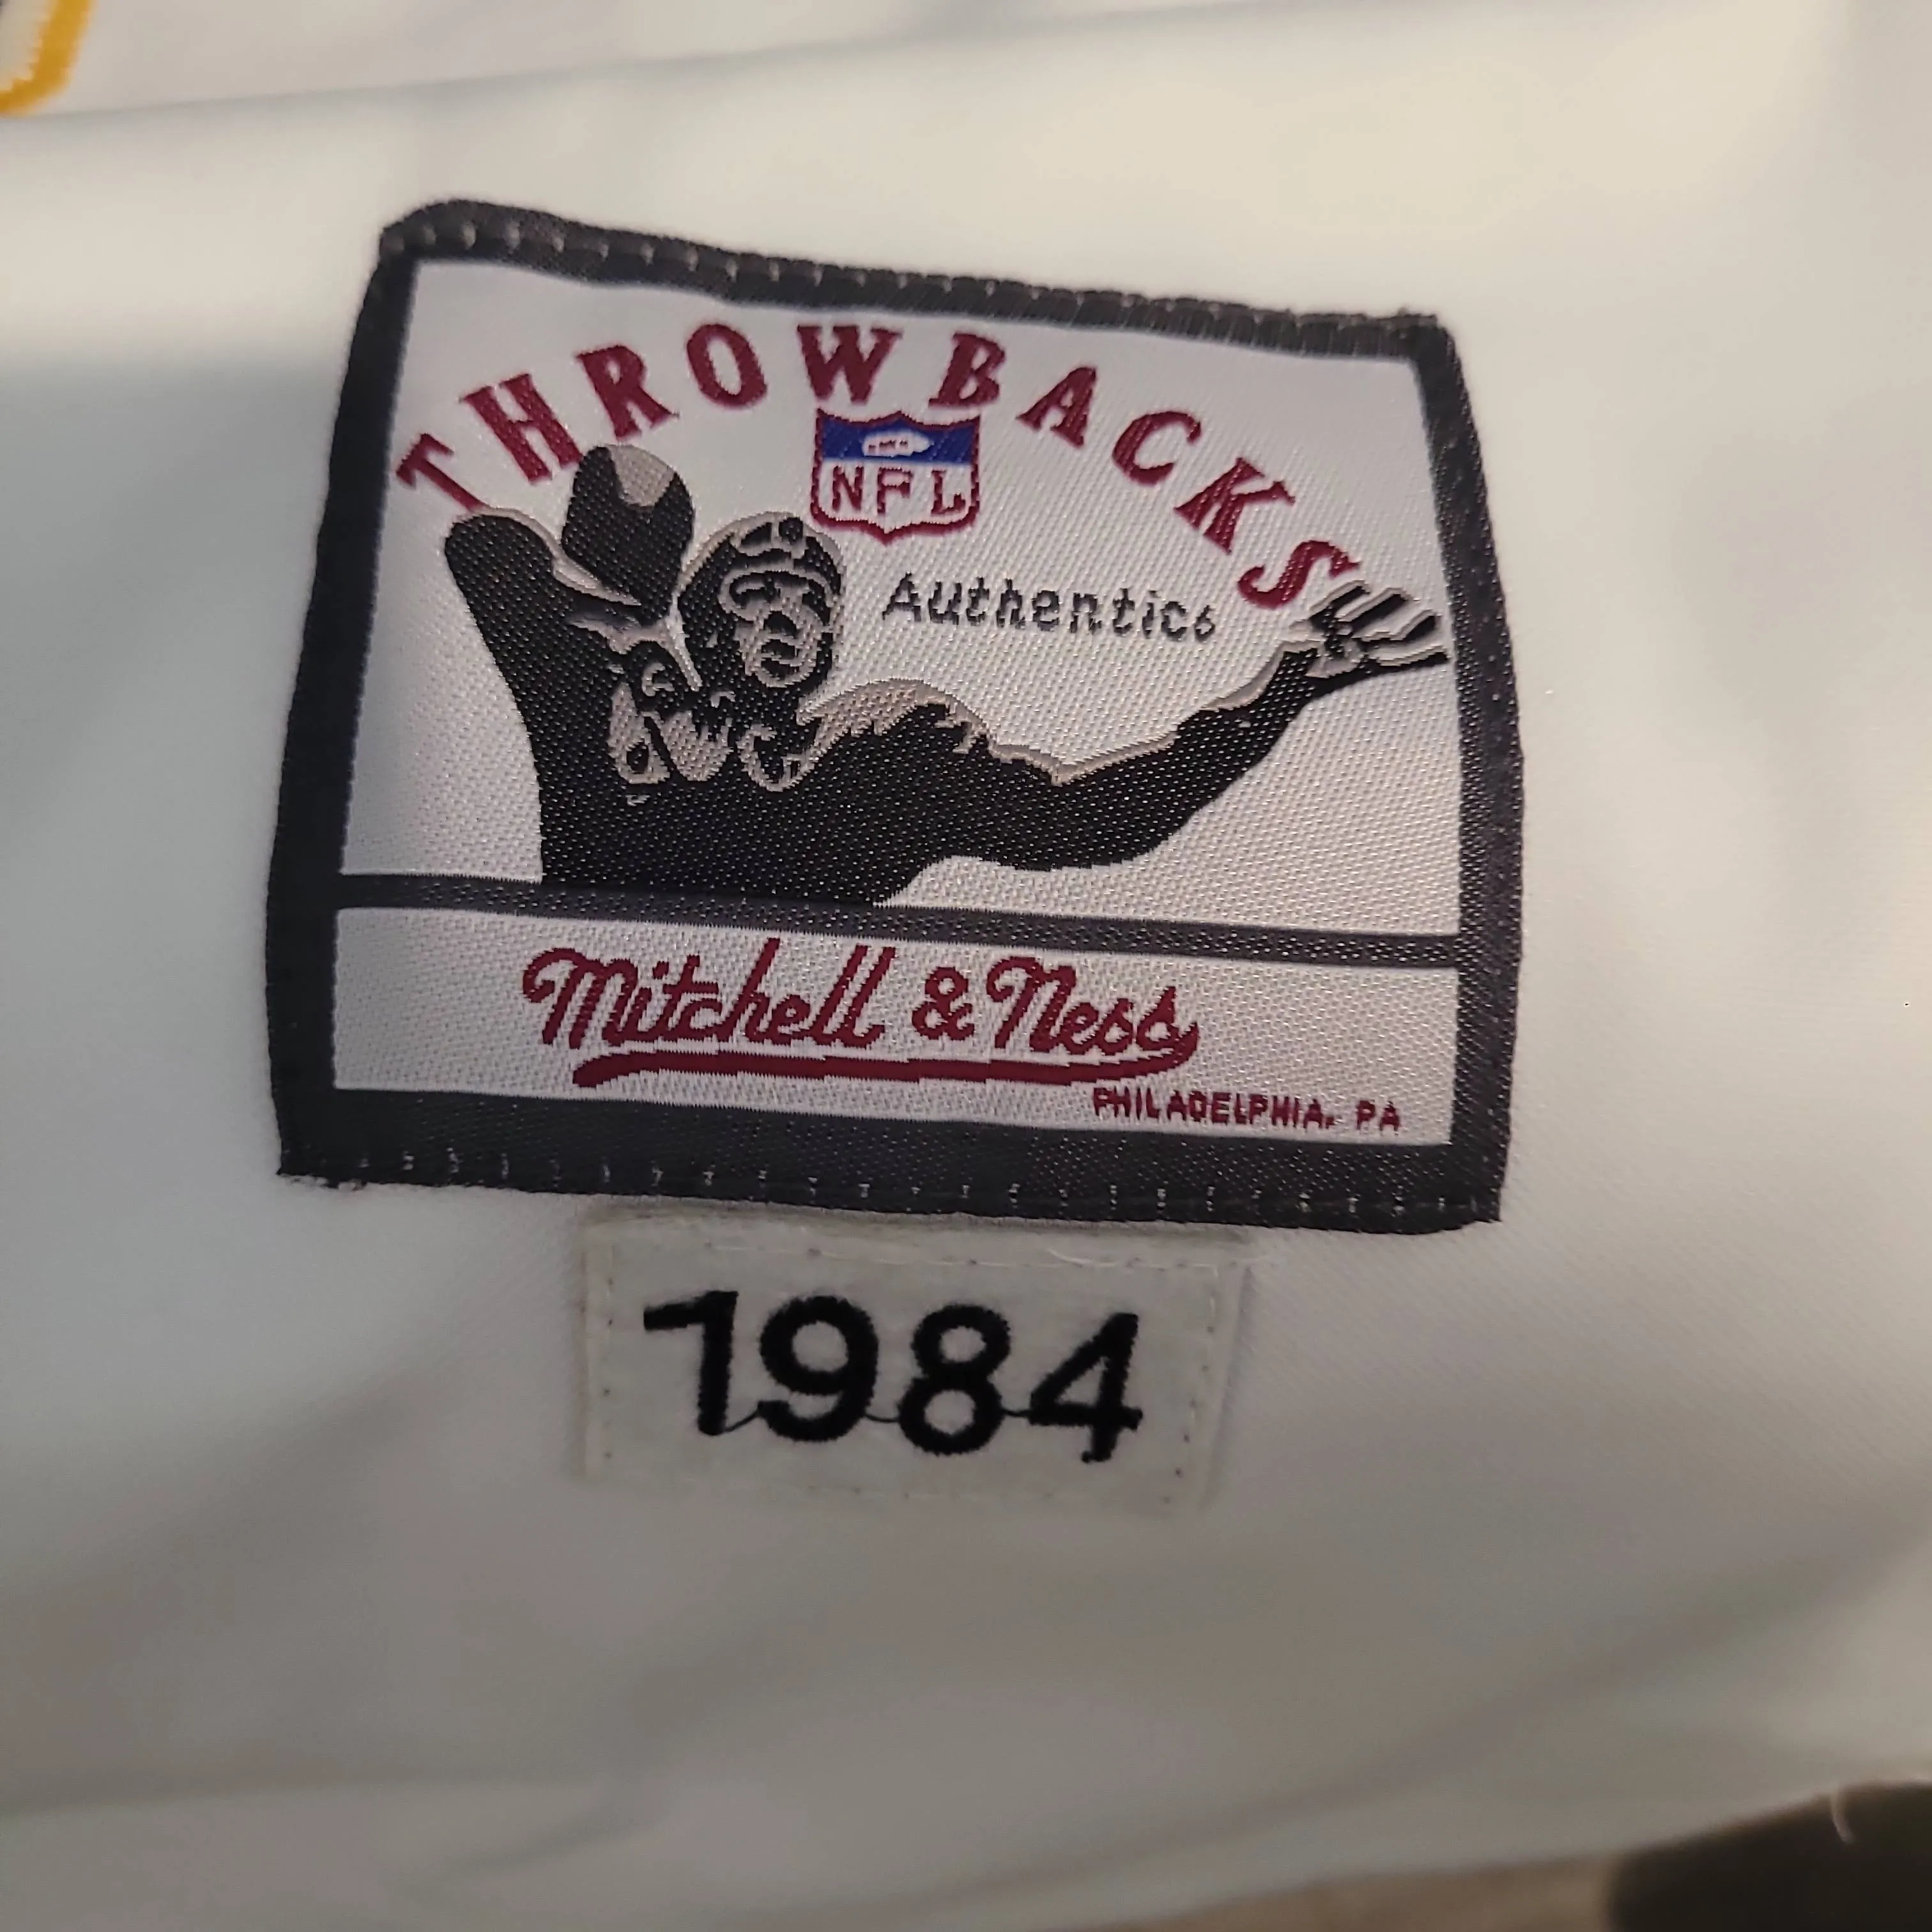 THROWBACKS
NFL
Authentics
Mitchell & Ness
PHILADELPHIA, PA
1984